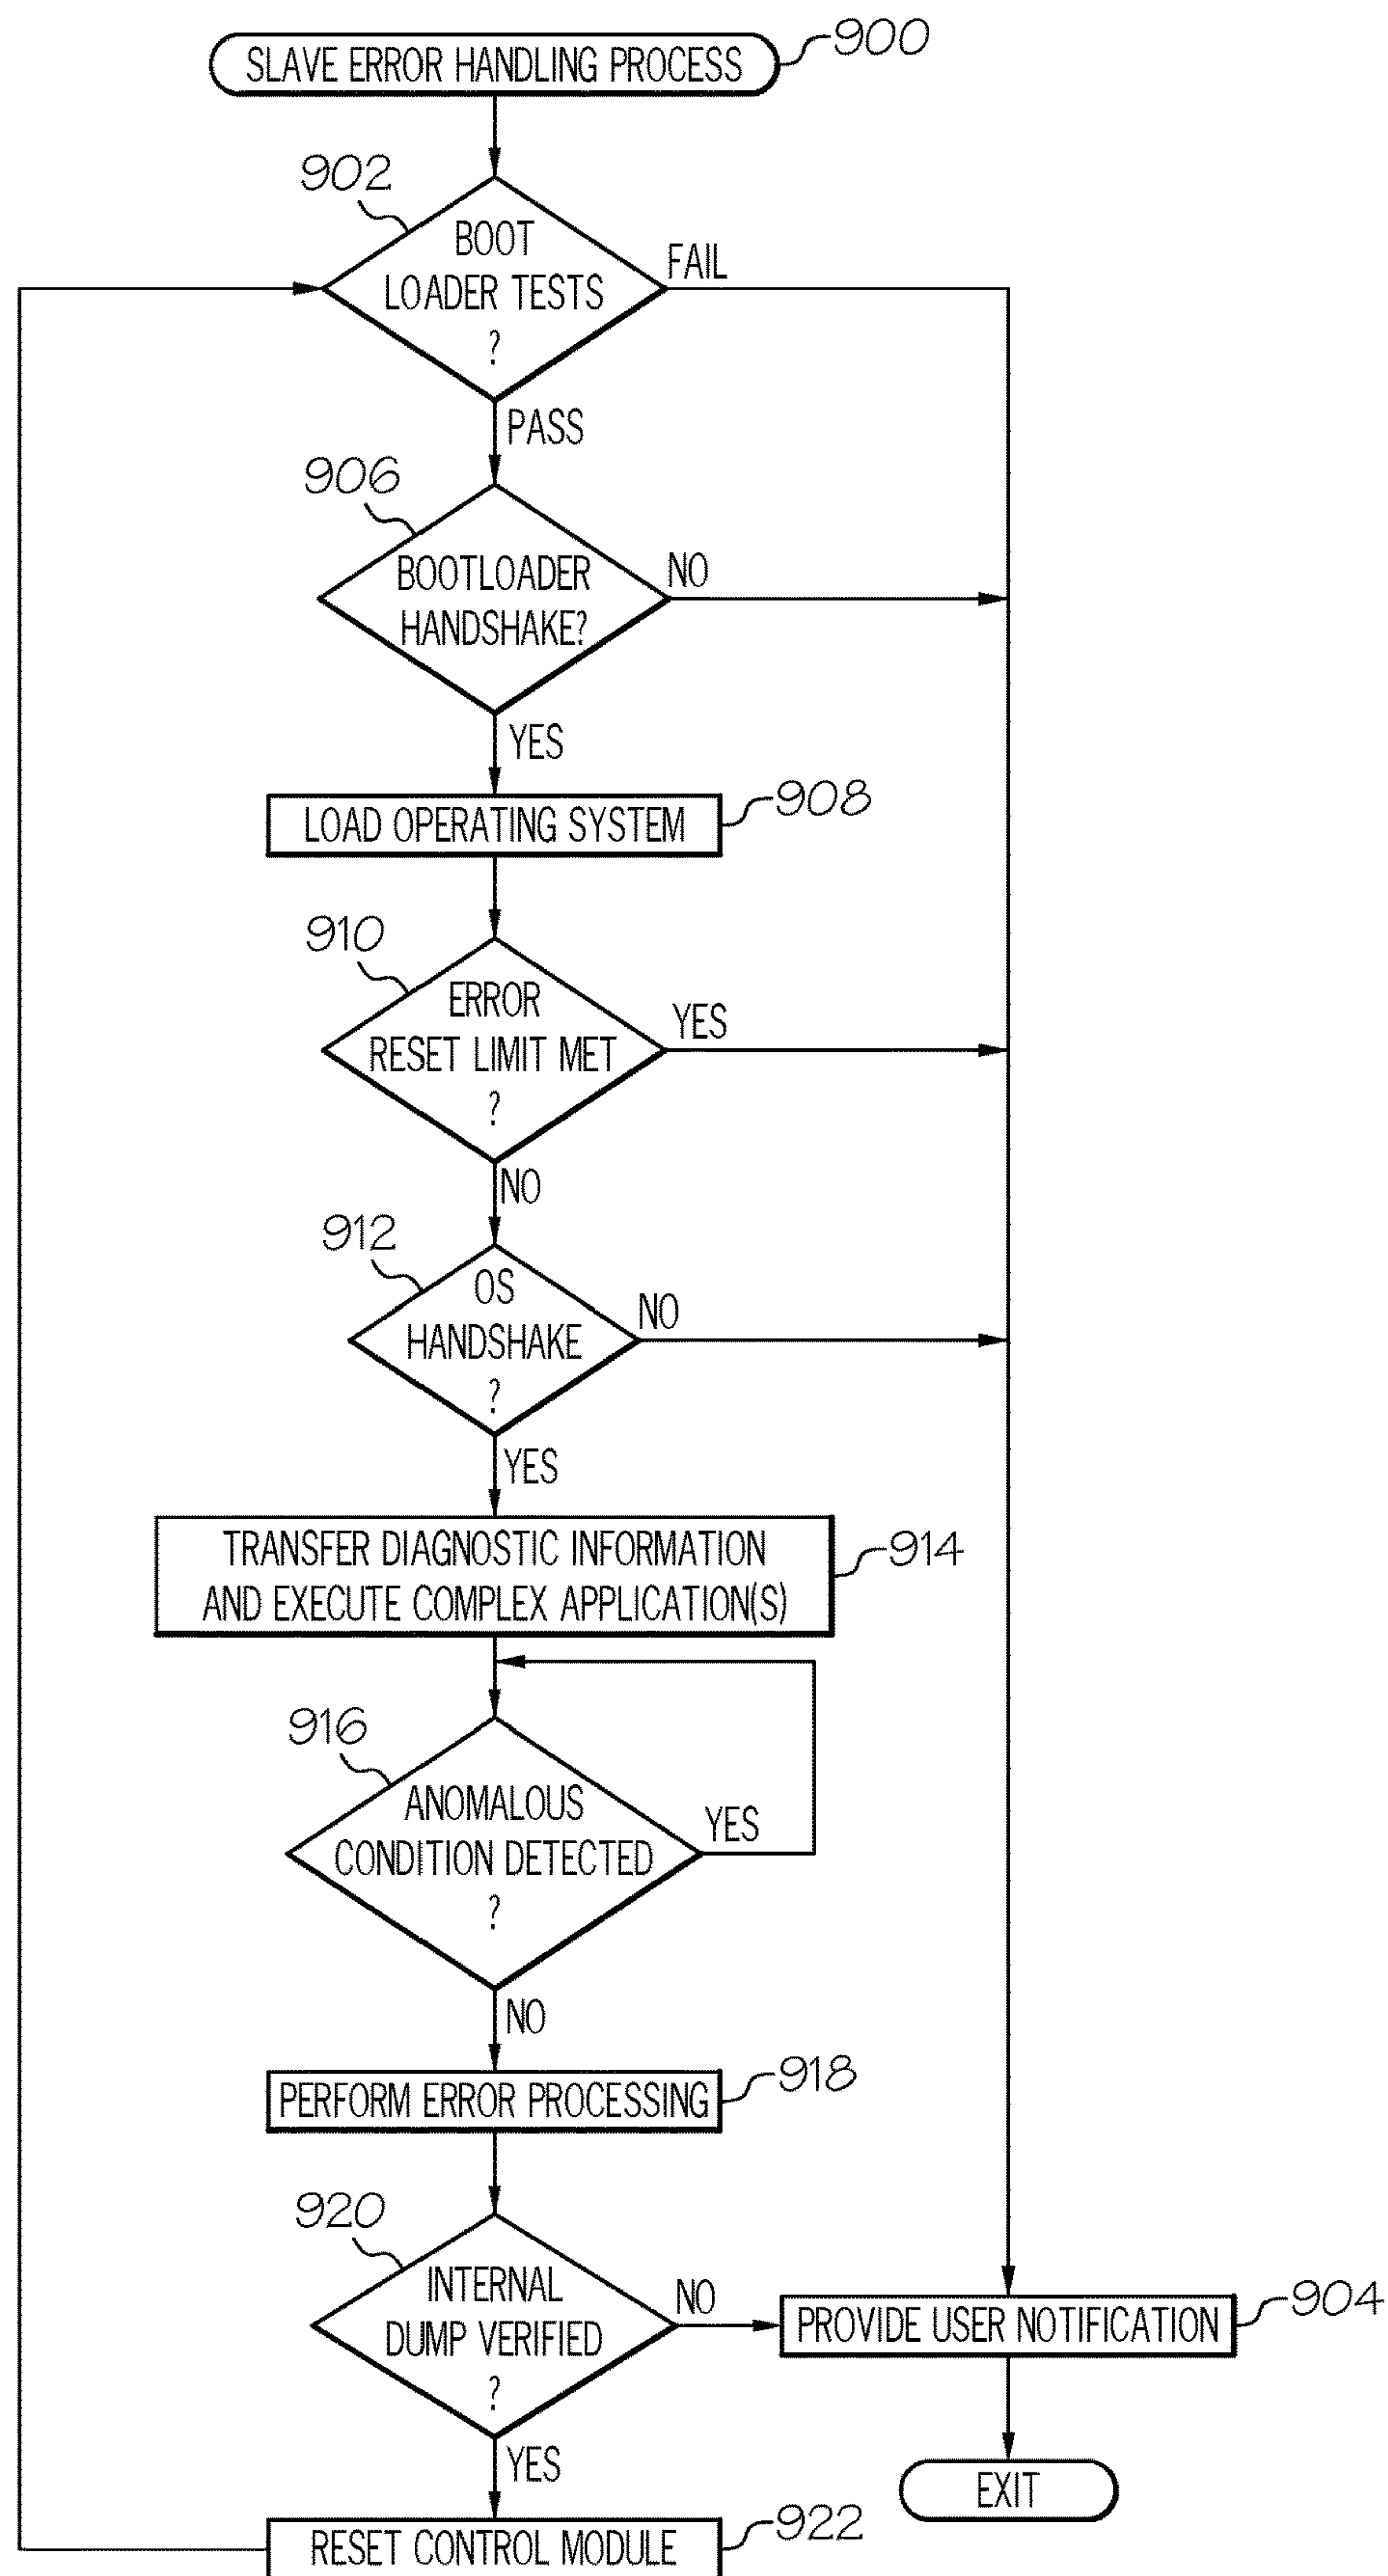 SLAVE ERROR HANDLING PROCESS
900
902
BOOT
LOADER TESTS
?
FAIL
PASS
906
BOOTLOADER
HANDSHAKE?
NO
YES
LOAD OPERATING SYSTEM
908
910
ERROR
RESET LIMIT MET
?
YES
NO
912
OS
HANDSHAKE
?
NO
YES
TRANSFER DIAGNOSTIC INFORMATION
AND EXECUTE COMPLEX APPLICATION(S)
914
916
ANOMALOUS
CONDITION DETECTED
?
YES
NO
PERFORM ERROR PROCESSING
918
920
INTERNAL
DUMP VERIFIED
?
NO
PROVIDE USER NOTIFICATION
904
YES
EXIT
RESET CONTROL MODULE
922